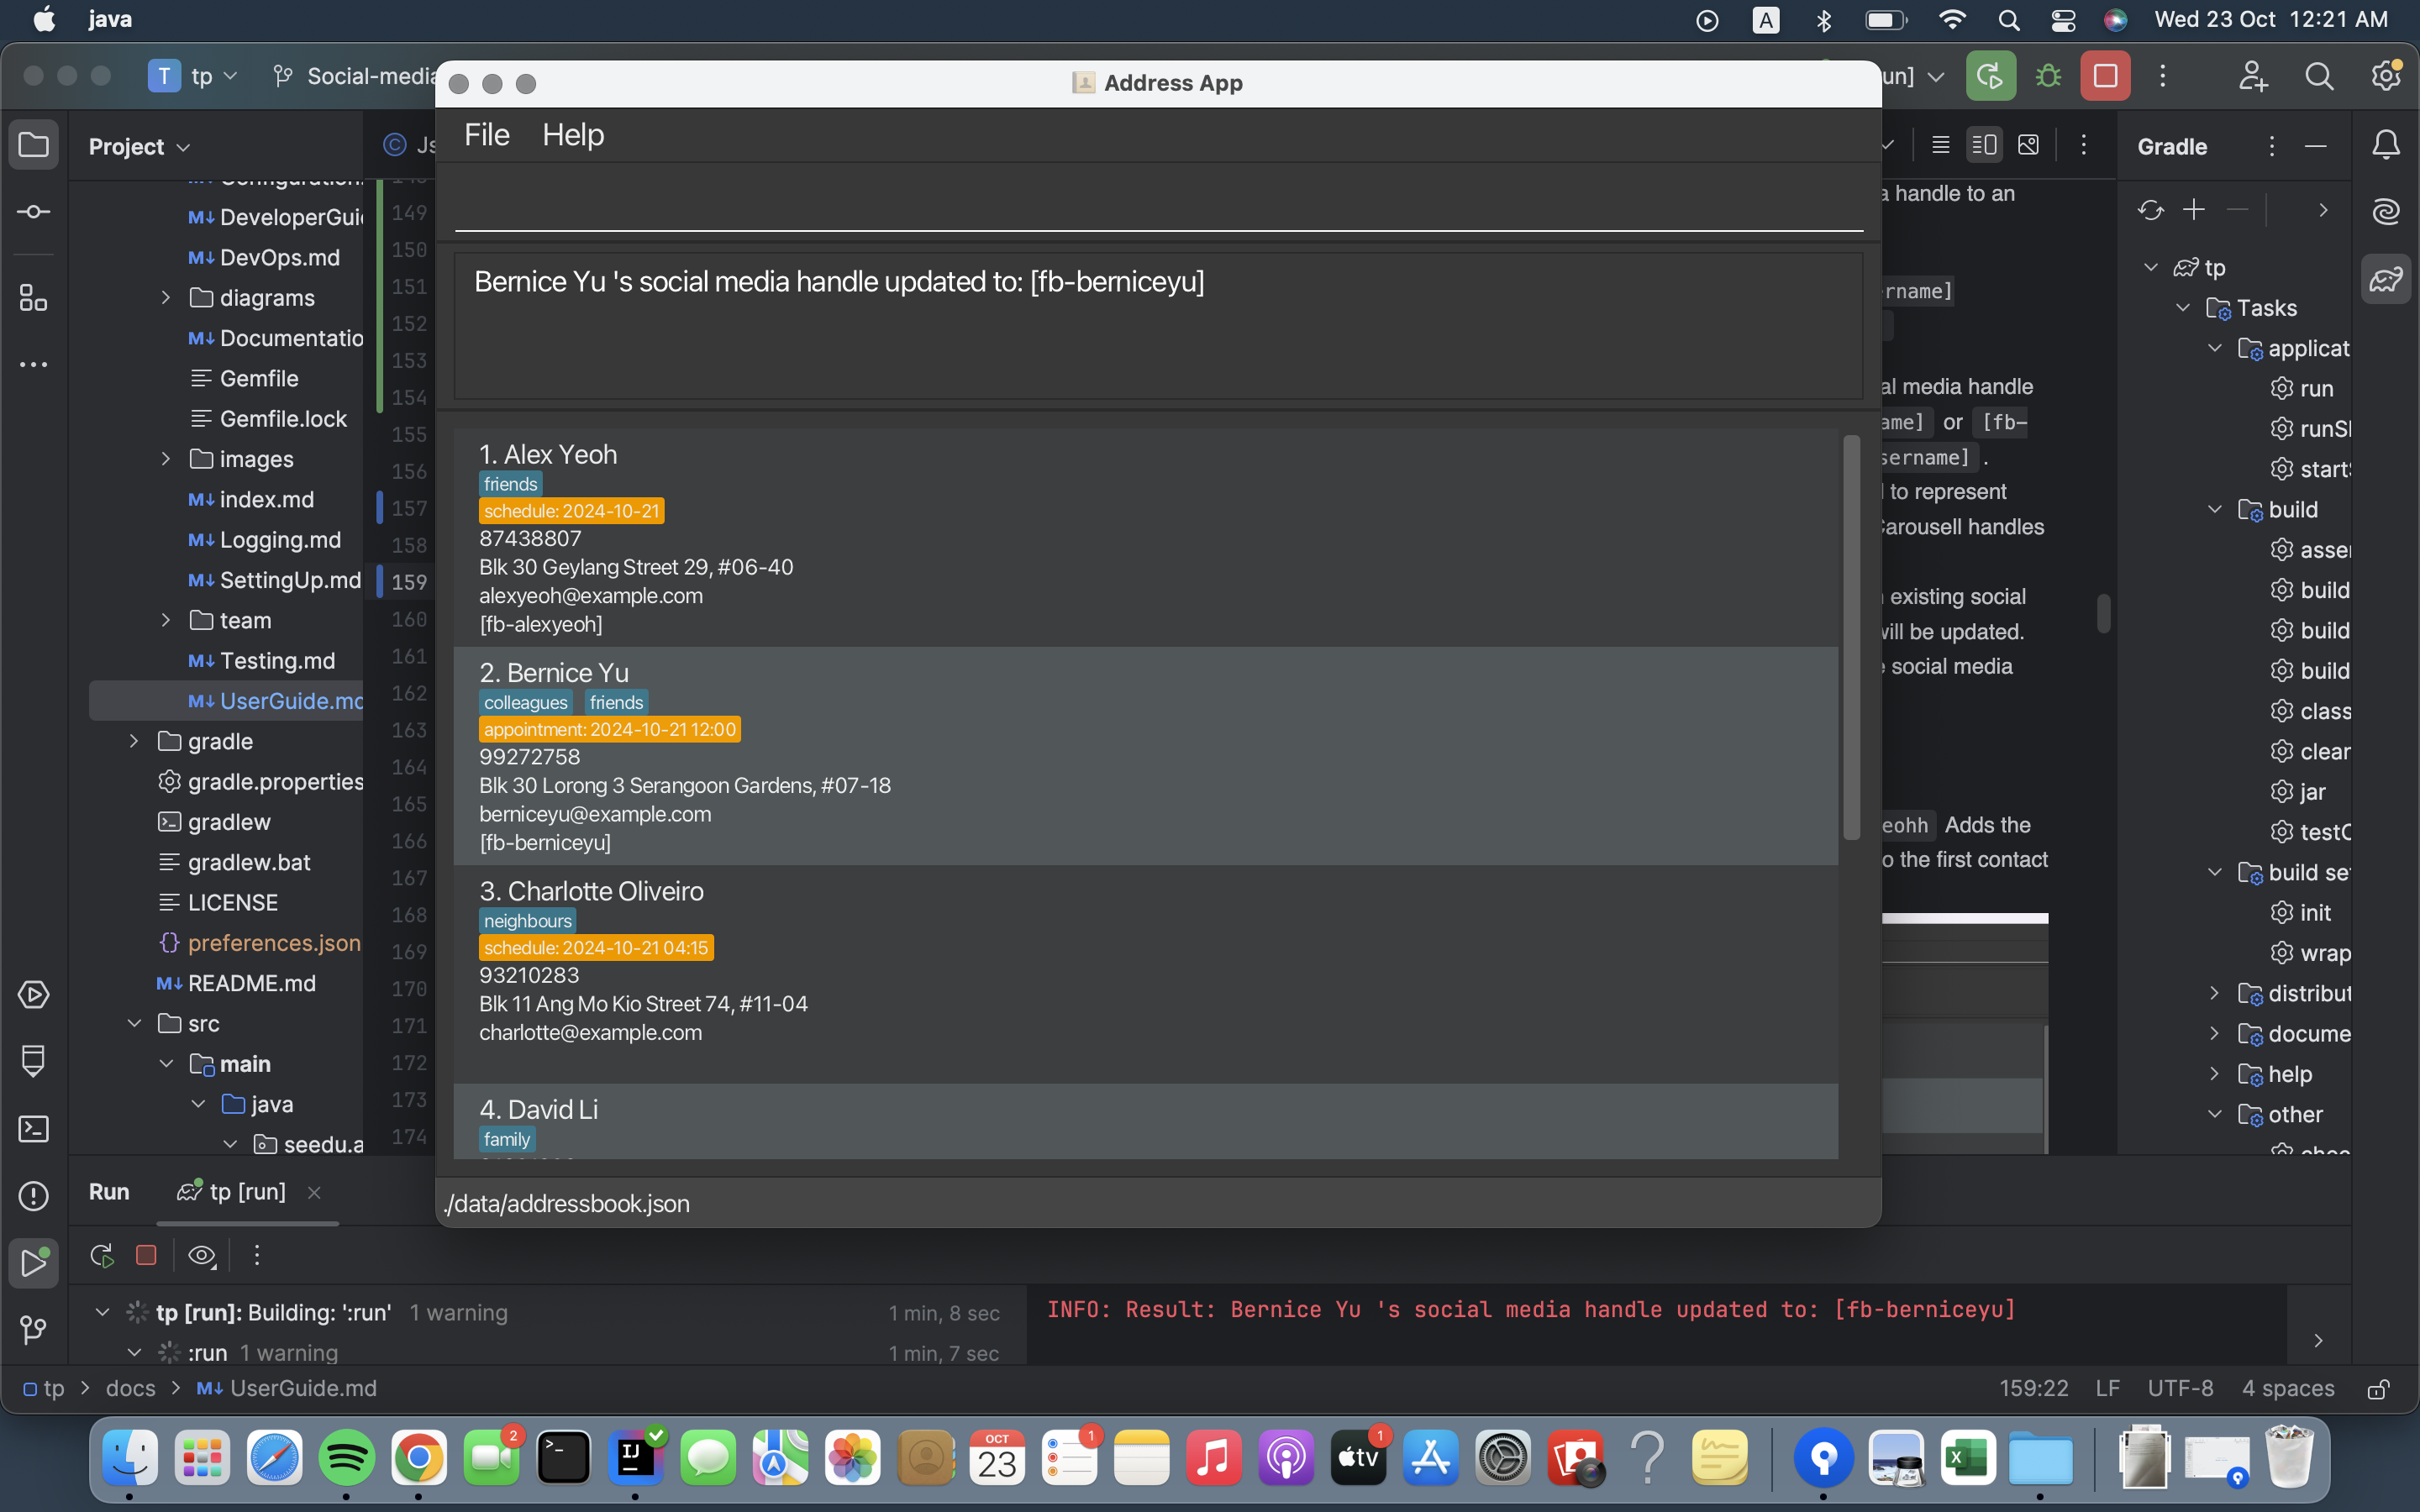 java
Wed 23 Oct 12:21 AM
T tp
Social-media
Address App
un]
Project
File Help
Gradle
a handle to an
DeveloperGui
149
150
151
152
153
154
155
156
157
158
159
160
161
162
163
164
165
166
167
168
169
170
171
172
173
174
DevOps.md
diagrams
Documentatio
Gemfile
Gemfile.lock
images
index.md
Logging.md
SettingUp.md
team
Testing.md
UserGuide.md
gradle
gradle.properties
gradlew
gradlew.bat
LICENSE
preferences.json
README.md
src
main
java
seedu.a
Bernice Yu 's social media handle updated to: [fb-berniceyu]
1. Alex Yeoh
friends
schedule: 2024-10-21
87438807
Blk 30 Geylang Street 29, #06-40
alexyeoh@example.com
[fb-alexyeoh]
2. Bernice Yu
colleagues friends
appointment: 2024-10-21 12:00
99272758
Blk 30 Lorong 3 Serangoon Gardens, #07-18
berniceyu@example.com
[fb-berniceyu]
3. Charlotte Oliveiro
neighbours
schedule: 2024-10-21 04:15
93210283
Blk 11 Ang Mo Kio Street 74, #11-04
charlotte@example.com
4. David Li
family
./data/addressbook.json
rname]
al media handle
ame] or [fb-
sername] .
to represent
Carousell handles
existing social
will be updated.
social media
eohh Adds the
o the first contact
tp
Tasks
applicat
run
runS
start
build
asse
build
build
build
class
clear
jar
testC
build se
init
wrap
distribut
docume
help
other
Run
tp [run]
tp [run]: Building: ':run' 1 warning 1 min, 8 sec
:run 1 warning 1 min, 7 sec
INFO: Result: Bernice Yu 's social media handle updated to: [fb-berniceyu]
tp > docs > M↓ UserGuide.md
159:22 LF UTF-8 4 spaces
2
IJ
OCT
23
1
tv
1